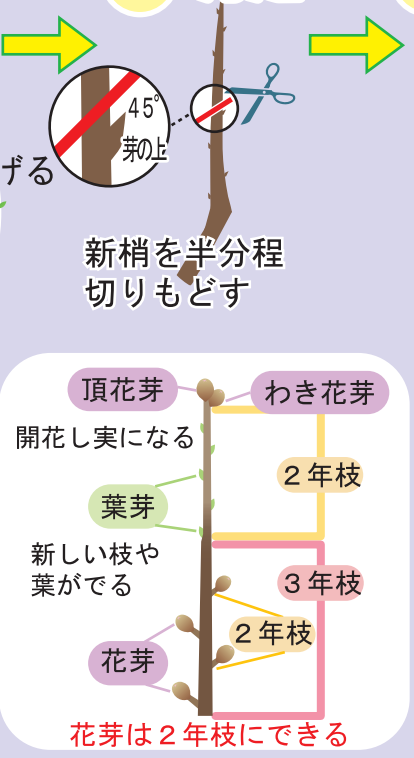 45°
芽の上
げる
新梢を半分程
切りもどす
頂花芽
わき花芽
開花し実になる
2年枝
葉芽
新しい枝や
葉がでる
3年枝
2年枝
花芽
花芽は2年枝にできる